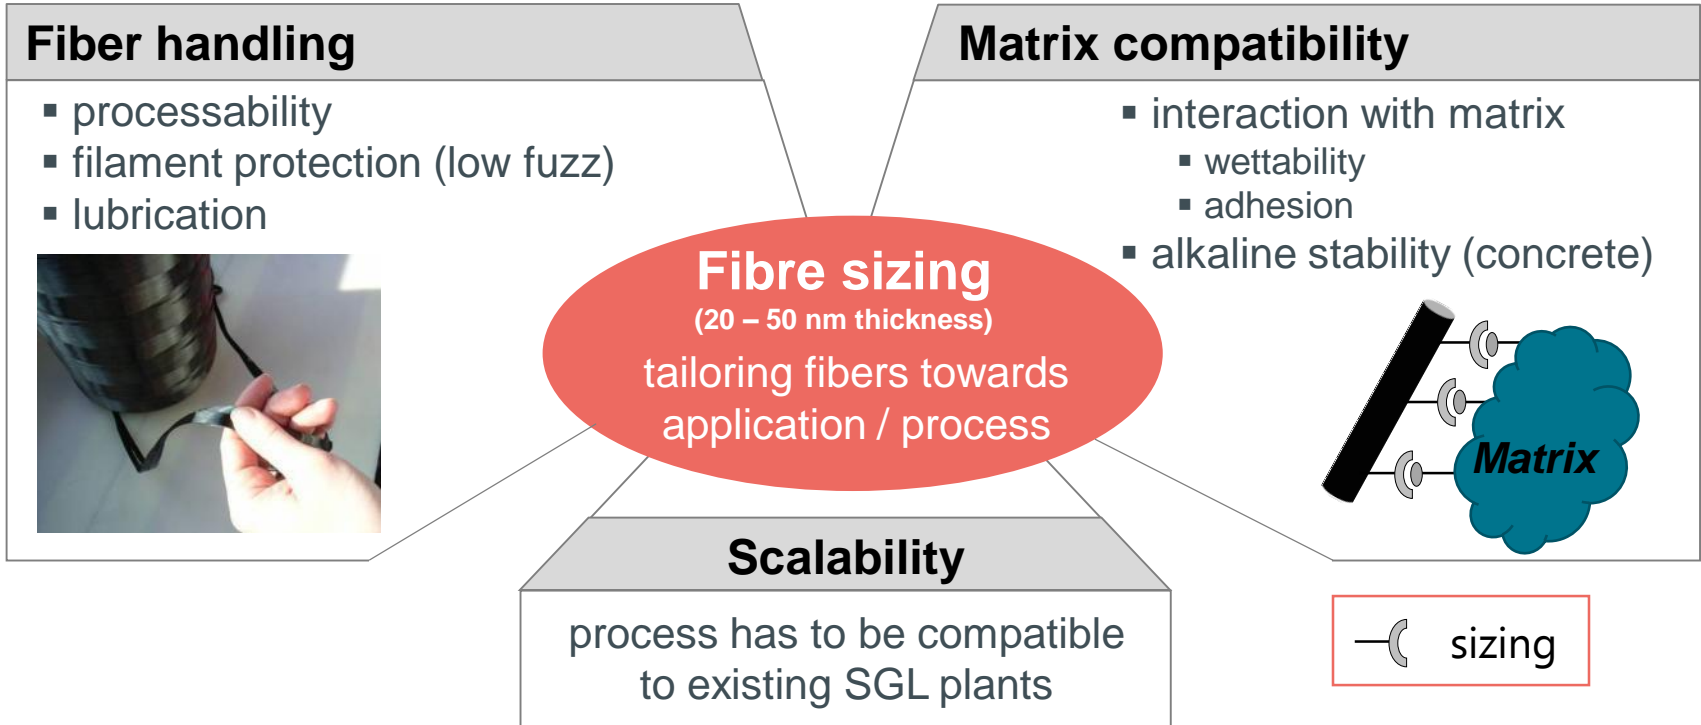 Fiber handling
▪ processability
▪ filament protection (low fuzz)
▪ lubrication
Matrix compatibility
▪ interaction with matrix
▪ wettability
▪ adhesion
▪ alkaline stability (concrete)
Fibre sizing
(20 – 50 nm thickness)
tailoring fibers towards
application / process
Matrix
Scalability
process has to be compatible
to existing SGL plants
sizing